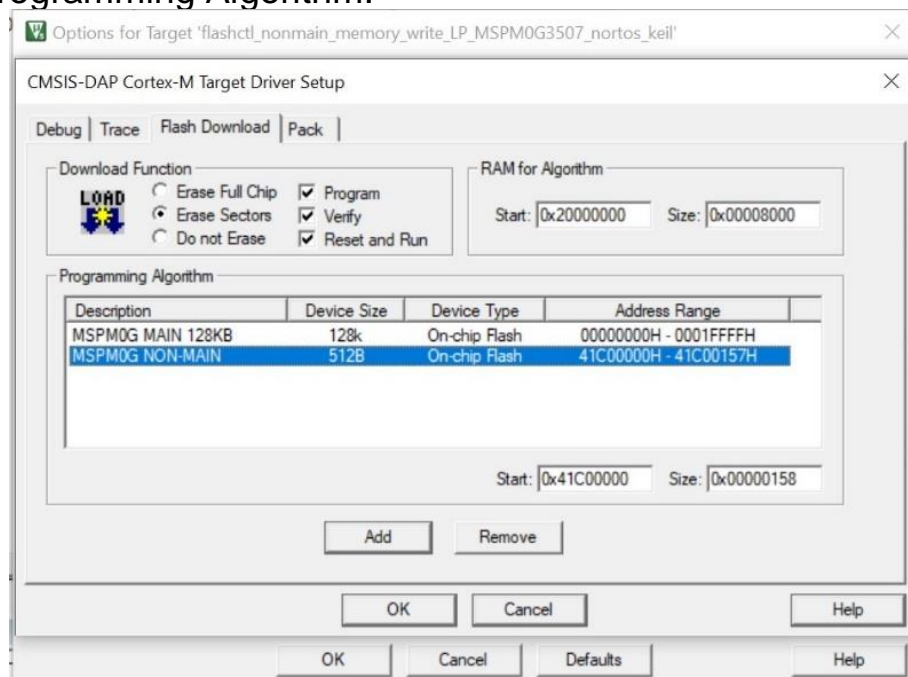 rogramming Algorithm.
Options for Target 'flashctl_nonmain_memory_write_LP_MSPM0G3507_nortos_keil'
CMSIS-DAP Cortex-M Target Driver Setup
Debug Trace Flash Download Pack
Download Function
LOAD
Erase Full Chip Program
Erase Sectors Verify
Do not Erase Reset and Run
RAM for Algorithm
Start: 0x20000000 Size: 0x00008000
Programming Algorithm
Description Device Size Device Type Address Range
MSPM0G MAIN 128KB 128k On-chip Flash 00000000H - 0001FFFFH
MSPM0G NON-MAIN 512B On-chip Flash 41C00000H - 41C00157H
Start: 0x41C00000 Size: 0x00000158
Add Remove
OK Cancel Help
OK Cancel Defaults Help